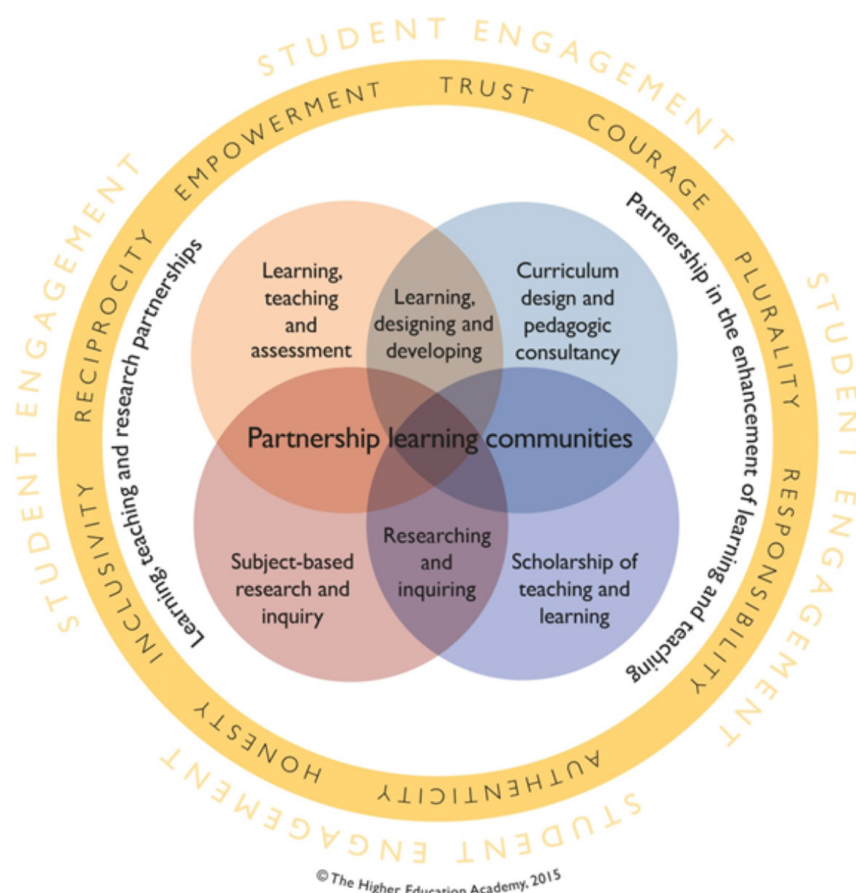 STUDENT ENGAGEMENT
STUDENT ENGAGEMENT
STUDENT ENGAGEMENT
STUDENT ENGAGEMENT
TRUST
COURAGE
PLURALITY
RESPONSIBILITY
AUTHENTICITY
HONESTY
INCLUSIVITY
RECIPROCITY
EMPOWERMENT
Learning, teaching and research partnerships
Partnership in the enhancement of learning and teaching
Learning,
teaching
and
assessment
Learning,
designing and
developing
Curriculum
design and
pedagogic
consultancy
Partnership learning communities
Subject-based
research and
inquiry
Researching
and
inquiring
Scholarship of
teaching and
learning
© The Higher Education Academy, 2015